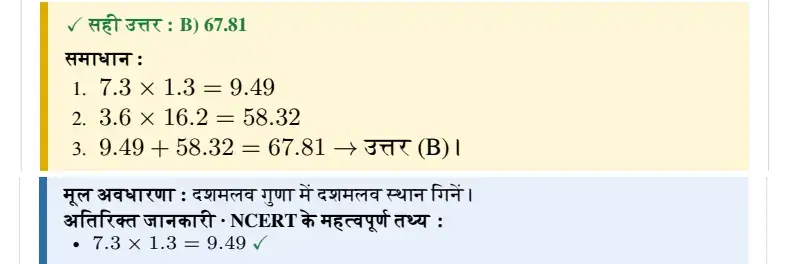 ✓ सही उत्तर : B) 67.81
समाधान :
1. 7.3 × 1.3 = 9.49
2. 3.6 × 16.2 = 58.32
3. 9.49 + 58.32 = 67.81 → उत्तर (B)।
मूल अवधारणा : दशमलव गुणा में दशमलव स्थान गिनें।
अतिरिक्त जानकारी · NCERT के महत्वपूर्ण तथ्य :
• 7.3 × 1.3 = 9.49 ✓